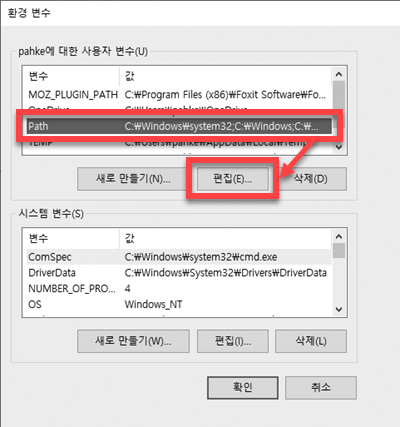 환경 변수
pahke에 대한 사용자 변수(U)
변수 값
MOZ_PLUGIN_PATH C:₩Program Files (x86)₩Foxit Software₩Fo...
OneDrive C:₩Users₩pahke₩OneDrive
Path C:₩Windows₩system32;C:₩Windows;C:₩...
TEMP C:₩Users₩pahke₩AppData₩Local₩Temp
새로 만들기(N)... 편집(E)... 삭제(D)
시스템 변수(S)
변수 값
ComSpec C:₩Windows₩system32₩cmd.exe
DriverData C:₩Windows₩System32₩Drivers₩DriverData
NUMBER_OF_PRO... 4
OS Windows_NT
새로 만들기(W)... 편집(I)... 삭제(L)
확인 취소